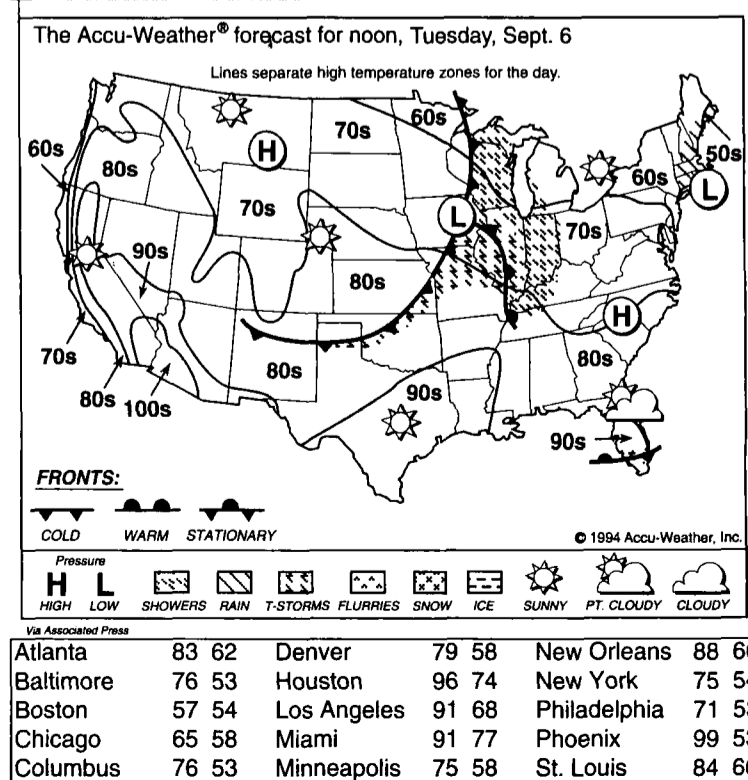 The Accu-Weather® forecast for noon, Tuesday, Sept. 6
Lines separate high temperature zones for the day.
60s
80s
H
70s
70s
60s
50s
60s
L
L
70s
90s
80s
H
70s
80s
100s
80s
90s
80s
90s
FRONTS:
COLD WARM STATIONARY
© 1994 Accu-Weather, Inc.
Pressure
H L
HIGH LOW SHOWERS RAIN T-STORMS FLURRIES SNOW ICE SUNNY PT. CLOUDY CLOUDY
Via Associated Press
Atlanta 83 62 Denver 79 58 New Orleans 88
Baltimore 76 53 Houston 96 74 New York 75
Boston 57 54 Los Angeles 91 68 Philadelphia 71
Chicago 65 58 Miami 91 77 Phoenix 99
Columbus 76 53 Minneapolis 75 58 St. Louis 84